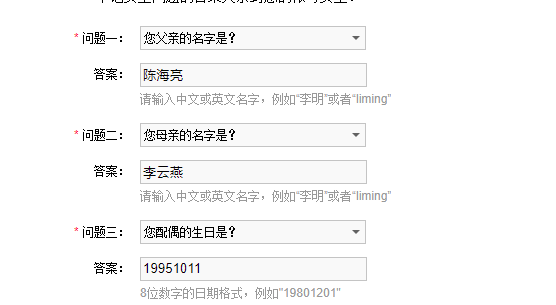 * 问题一： 您父亲的名字是？
答案： 陈海亮
请输入中文或英文名字，例如“李明”或者“liming”
* 问题二： 您母亲的名字是？
答案： 李云燕
请输入中文或英文名字，例如“李明”或者“liming”
* 问题三： 您配偶的生日是？
答案： 19951011
8位数字的日期格式，例如“19801201”